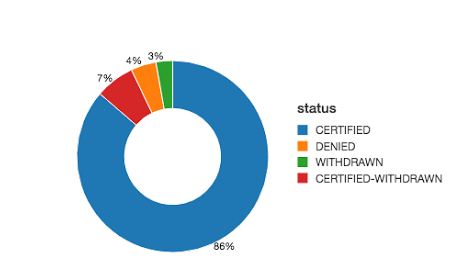 4% 3%
7%
status
CERTIFIED
DENIED
WITHDRAWN
CERTIFIED-WITHDRAWN
86%